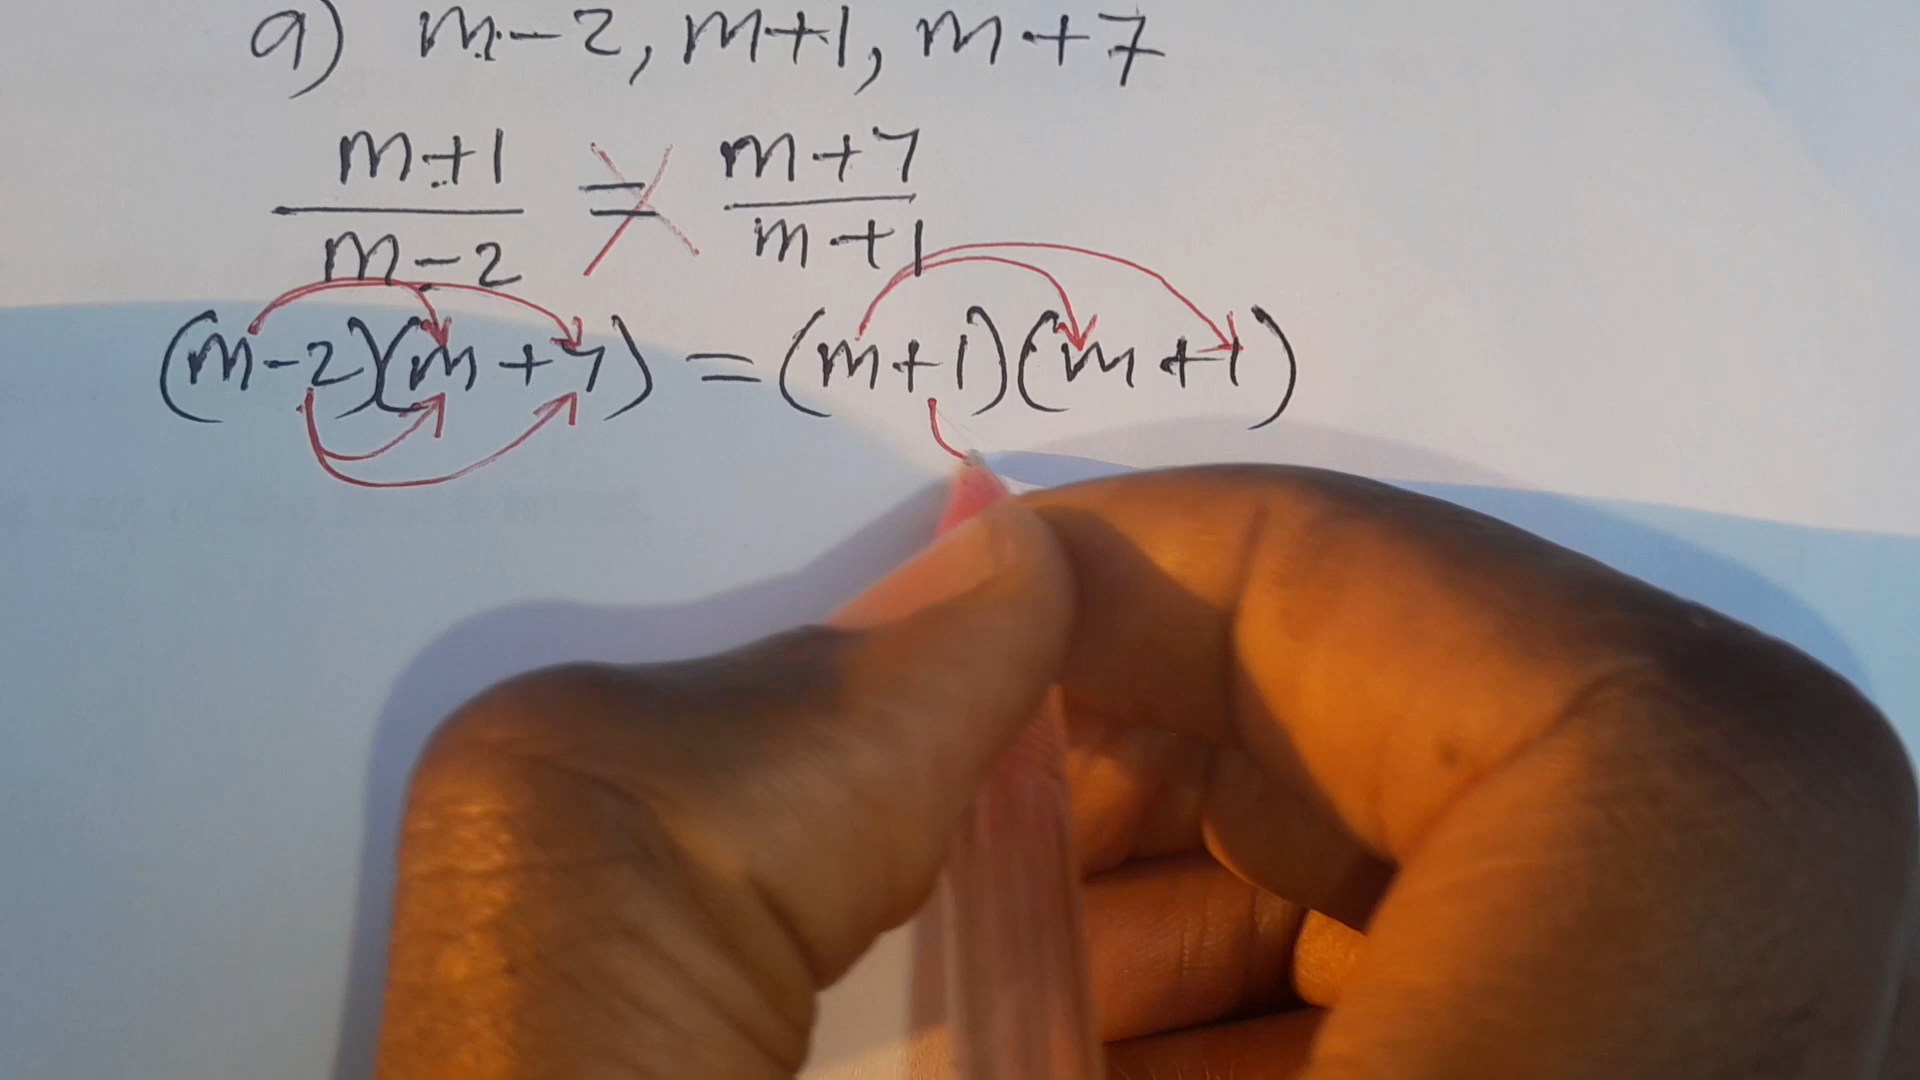 a) m-2, m+1, m+7
m+1 = m+7
m-2 m+1
(m-2)(m+7) = (m+1)(m+1)